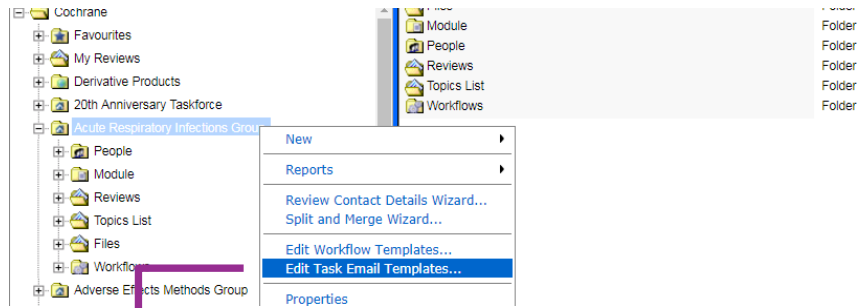 Cochrane
Favourites
My Reviews
Derivative Products
20th Anniversary Taskforce
Acute Respiratory Infections Group
People
Module
Reviews
Topics List
Files
Workflows
Adverse Effects Methods Group
New
Reports
Review Contact Details Wizard...
Split and Merge Wizard...
Edit Workflow Templates...
Edit Task Email Templates...
Properties
Files Folder
Module Folder
People Folder
Reviews Folder
Topics List Folder
Workflows Folder